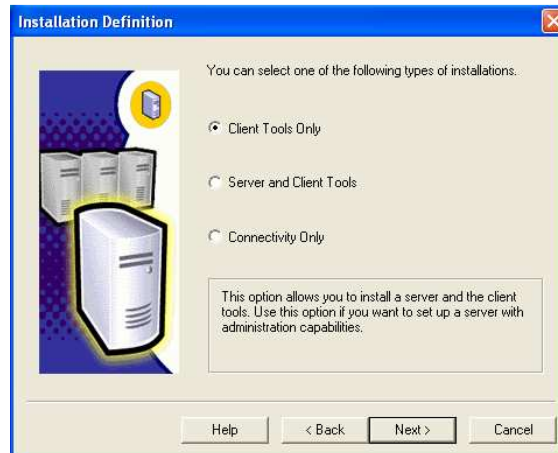 Installation Definition
You can select one of the following types of installations.
Client Tools Only
Server and Client Tools
Connectivity Only
This option allows you to install a server and the client
tools. Use this option if you want to set up a server with
administration capabilities.
Help
< Back
Next >
Cancel